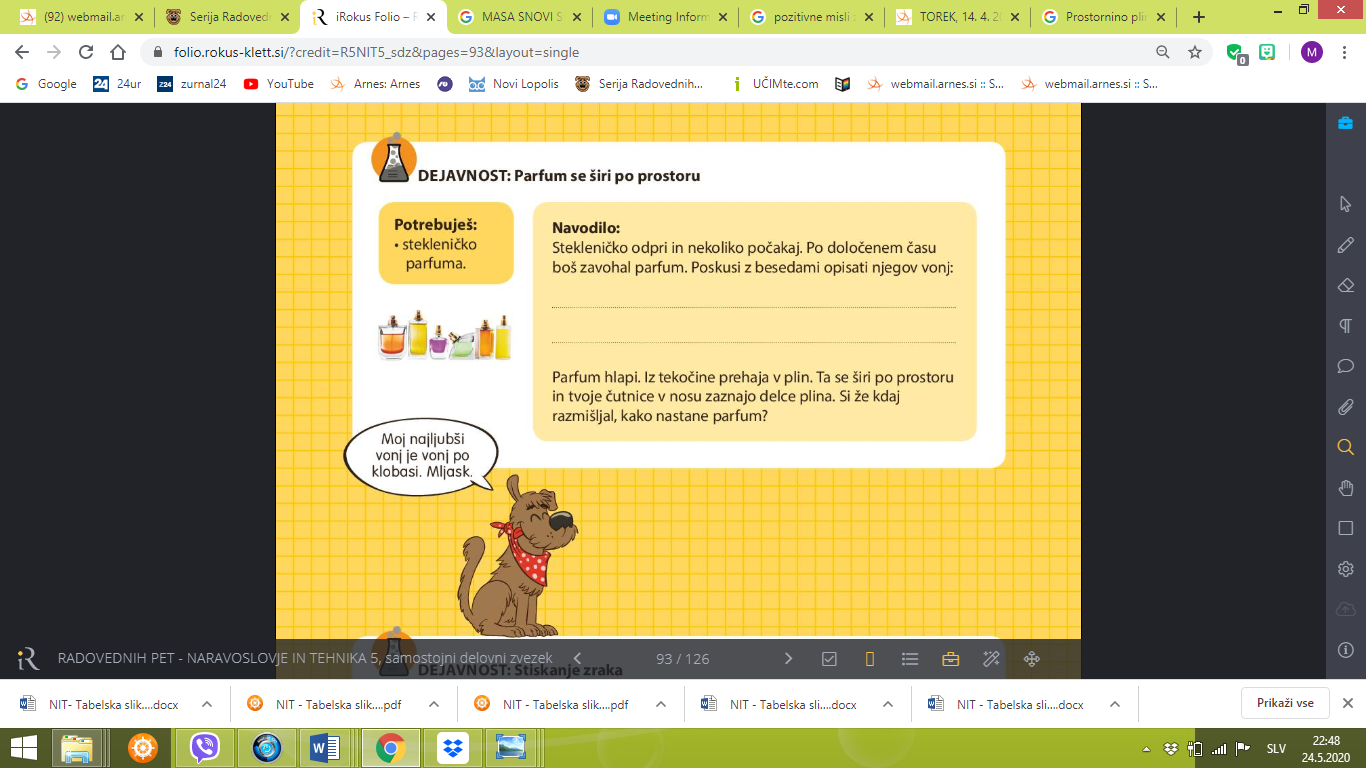 (92) webmail.ar
Serija Radoved
iRokus Folio – R
MASA SNOVI S
Meeting Inform
pozitivne misli z
TOREK, 14. 4. 20
Prostornino plin
folio.rokus-klett.si/?credit=R5NIT5_sdz&pages=93&layout=single
M
0
Google
24ur
zurnal24
YouTube
Arnes: Arnes
Novi Lopolis
Serija Radovednih...
UČIMte.com
webmail.arnes.si :: S...
webmail.arnes.si :: S...
DEJAVNOST: Parfum se širi po prostoru
Potrebuješ:
• stekleničko
parfuma.
Navodilo:
Stekleničko odpri in nekoliko počakaj. Po določenem času
boš zavohal parfum. Poskusi z besedami opisati njegov vonj:
Parfum hlapi. Iz tekočine prehaja v plin. Ta se širi po prostoru
in tvoje čutnice v nosu zaznajo delce plina. Si že kdaj
razmišljal, kako nastane parfum?
Moj najljubši
vonj je vonj po
klobasi. Mljask.
iR
RADOVEDNIH PET - NARAVOSLOVJE IN TEHNIKA 5, samostojni delovni zvezek
93 / 126
DEJAVNOST: Stiskanje zraka
NIT- Tabelska slik....docx
NIT - Tabelska slik....pdf
NIT - Tabelska slik....pdf
NIT - Tabelska sli....docx
NIT - Tabelska sli....docx
Prikaži vse
SLV
22:48
24.5.2020